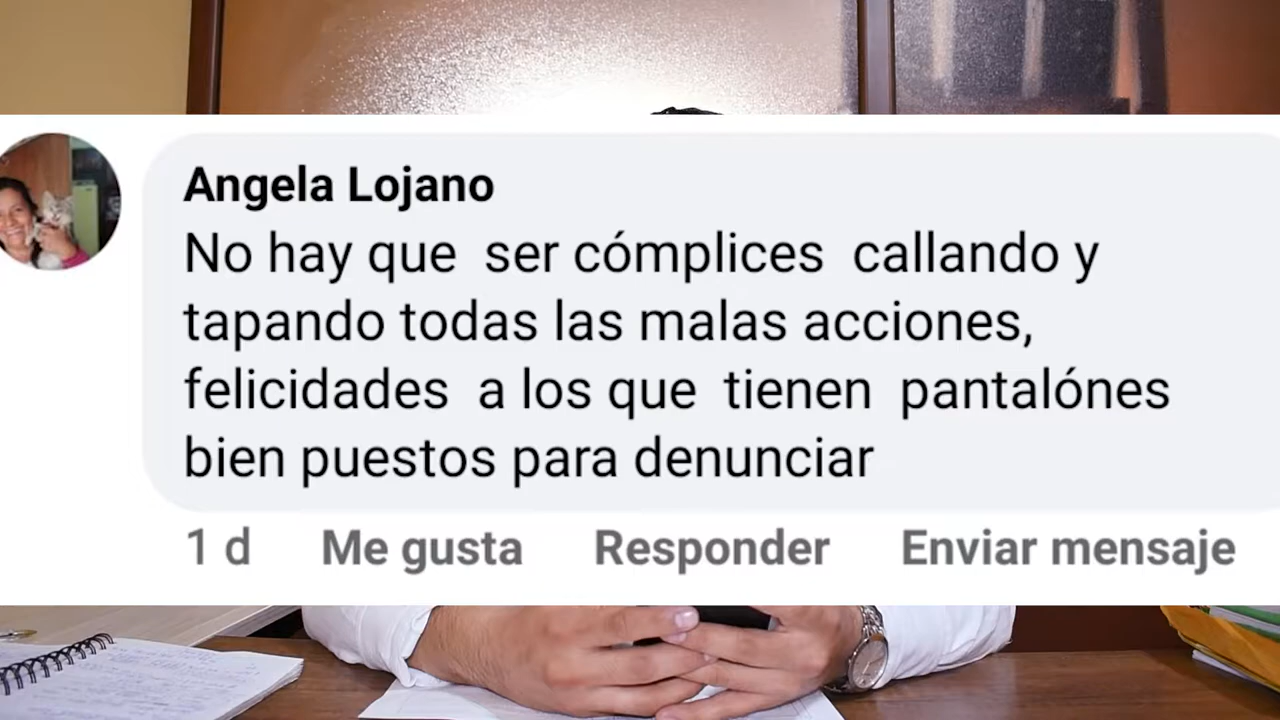 Angela Lojano
No hay que ser cómplices callando y
tapando todas las malas acciones,
felicidades a los que tienen pantalónes
bien puestos para denunciar
1 d Me gusta Responder Enviar mensaje